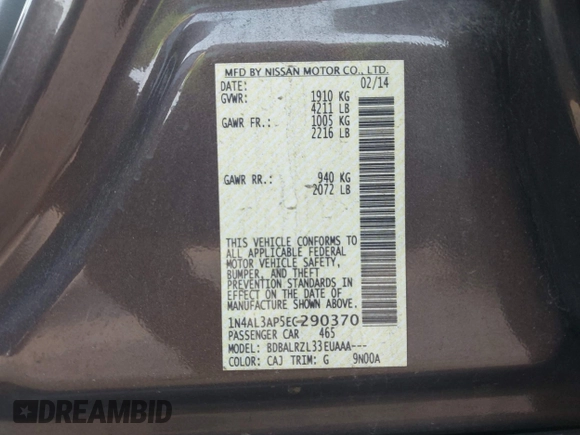 MFD BY NISSAN MOTOR CO., LTD.
DATE: 02/14
GVWR: 1910 KG
4211 LB
GAWR FR.: 1005 KG
2216 LB
GAWR RR.: 940 KG
2072 LB
THIS VEHICLE CONFORMS TO
ALL APPLICABLE FEDERAL
MOTOR VEHICLE SAFETY,
BUMPER, AND THEFT
PREVENTION STANDARDS IN
EFFECT ON THE DATE OF
MANUFACTURE SHOWN ABOVE.
1N4AL3AP5EC290370
PASSENGER CAR 465
MODEL: BDBALRZL33EUAAA---
COLOR: CAJ TRIM: G 9N00A
DREAMBID